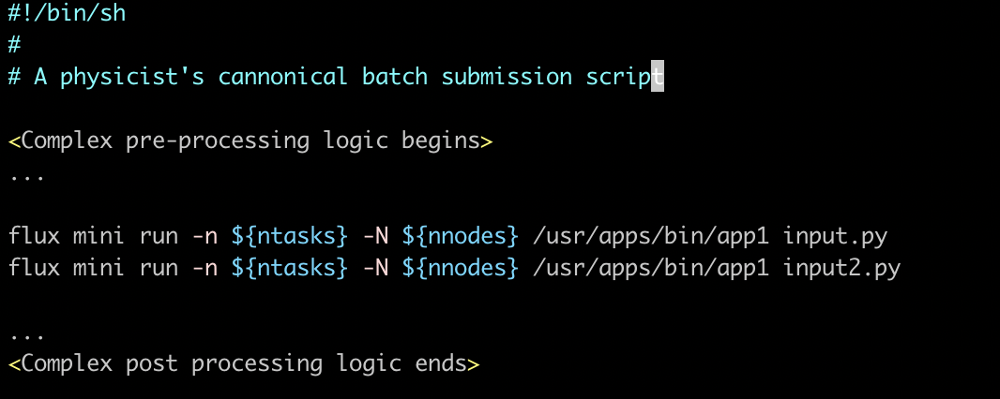 #!/bin/sh
#
# A physicist's cannonical batch submission script
<Complex pre-processing logic begins>
...
flux mini run -n ${ntasks} -N ${nnodes} /usr/apps/bin/app1 input.py
flux mini run -n ${ntasks} -N ${nnodes} /usr/apps/bin/app1 input2.py
...
<Complex post processing logic ends>